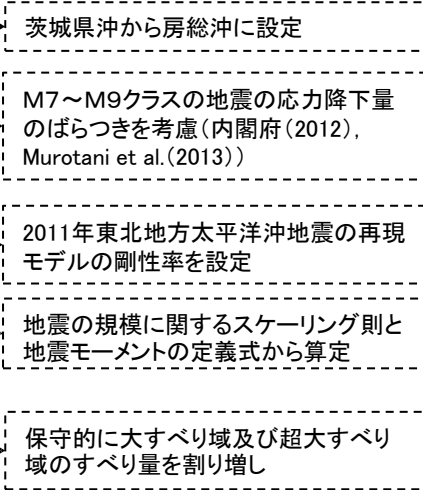 茨城県沖から房総沖に設定
M7~M9クラスの地震の応力降下量
のばらつきを考慮(内閣府(2012),
Murotani et al.(2013))
2011年東北地方太平洋沖地震の再現
モデルの剛性率を設定
地震の規模に関するスケーリング則と
地震モーメントの定義式から算定
保守的に大すべり域及び超大すべり
域のすべり量を割り増し